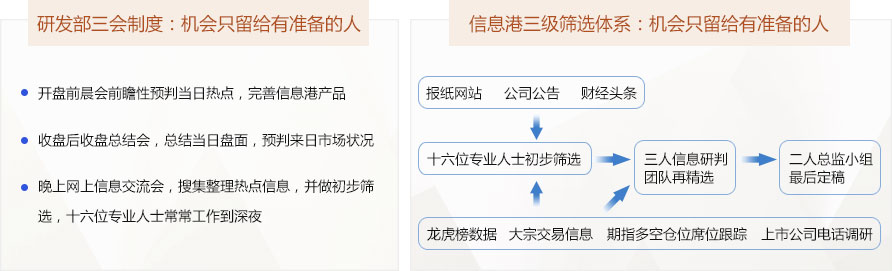 研发部三会制度：机会只留给有准备的人
开盘前晨会前瞻性预判当日热点，完善信息港产品
收盘后收盘总结会，总结当日盘面，预判来日市场状况
晚上网上信息交流会，搜集整理热点信息，并做初步筛
选，十六位专业人士常常工作到深夜
信息港三级筛选体系：机会只留给有准备的人
报纸网站 公司公告 财经头条
十六位专业人士初步筛选
三人信息研判
团队再精选
二人总监小组
最后定稿
龙虎榜数据 大宗交易信息 期指多空仓位席位跟踪 上市公司电话调研